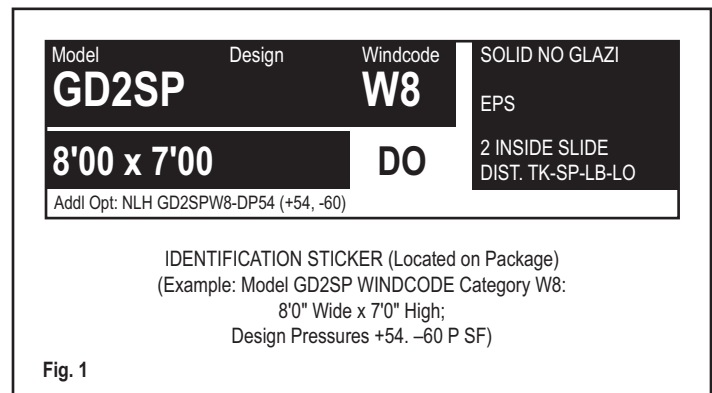 Model Design Windcode
GD2SP W8
8'00 x 7'00 DO
Addl Opt: NLH GD2SPW8-DP54 (+54, -60)
SOLID NO GLAZI
EPS
2 INSIDE SLIDE
DIST. TK-SP-LB-LO
IDENTIFICATION STICKER (Located on Package)
(Example: Model GD2SP WINDCODE Category W8:
8'0" Wide x 7'0" High;
Design Pressures +54. –60 P SF)
Fig. 1